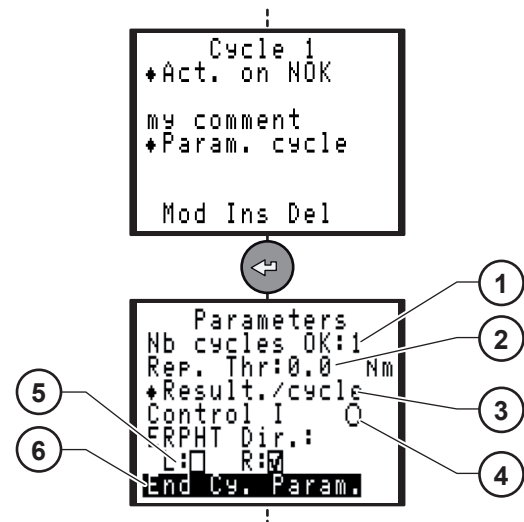 Cycle 1
♦Act. on NOK
my comment
♦Param. cycle
Mod Ins Del
Parameters
Nb cycles OK:1
Rep. Thr:0.0 Nm
♦Result./cycle
Control I O
FRPHT Dir.:
L:☐ R:☑
End Cy. Param.
1
2
3
4
5
6